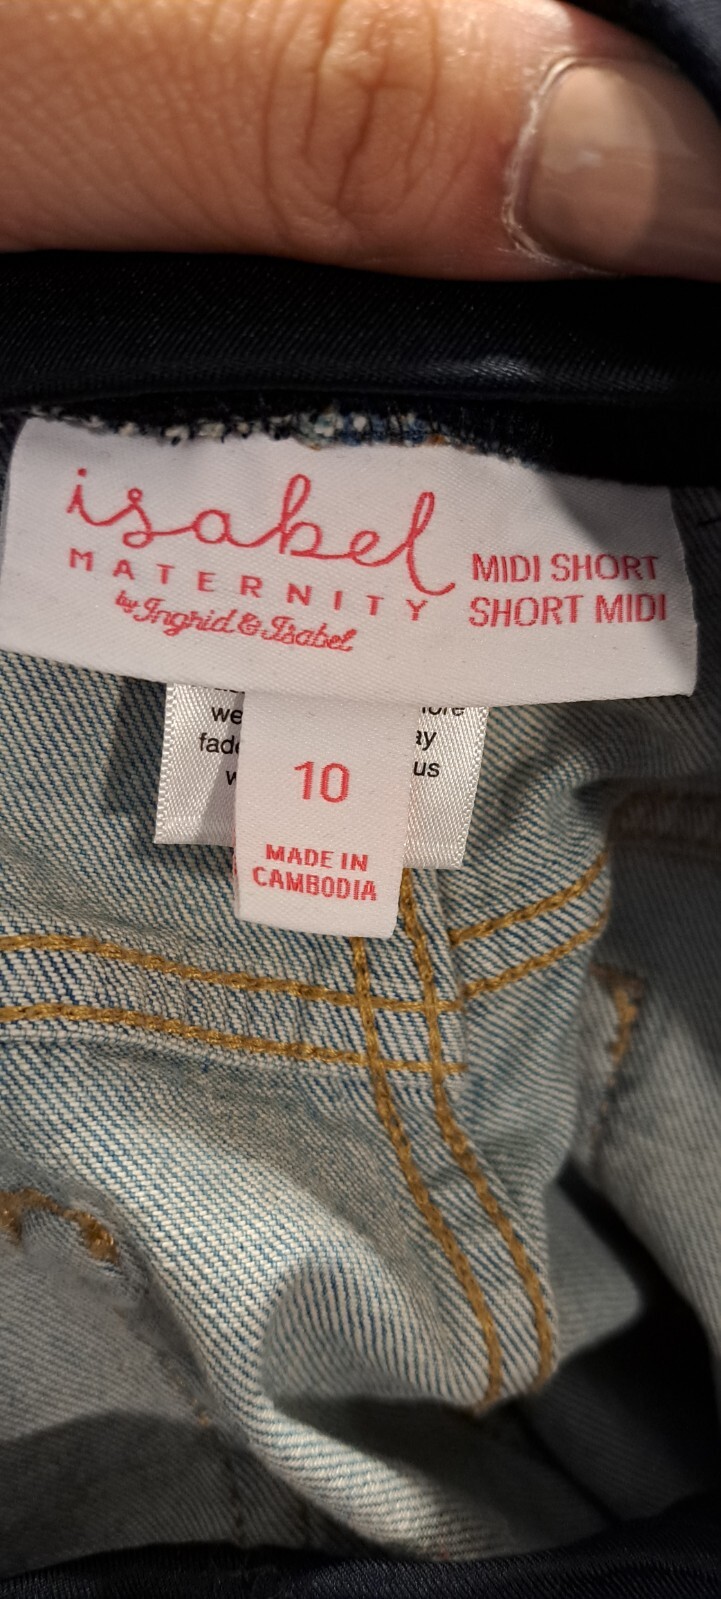 isabel
MATERNITY
by Ingrid & Isabel
MIDI SHORT
SHORT MIDI
10
MADE IN
CAMBODIA